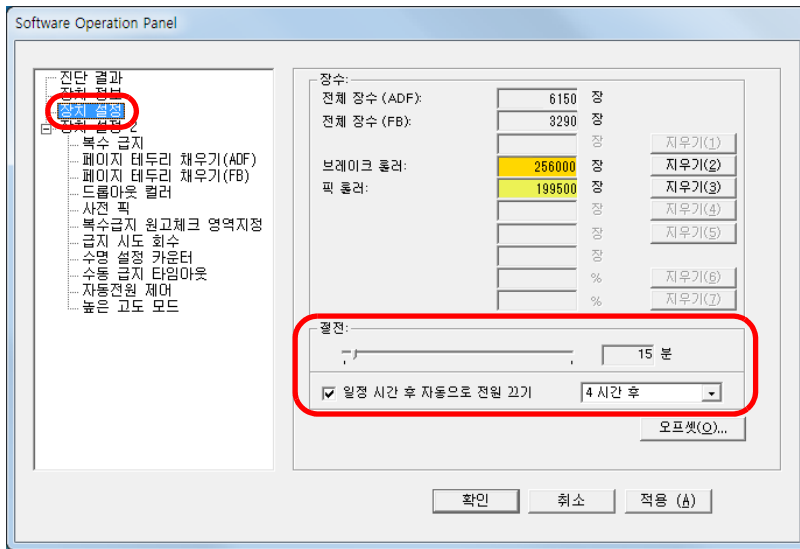 Software Operation Panel
진단 결과
장치 정보
장치 설정
장치 설정 2
복수 급지
페이지 테두리 채우기(ADF)
페이지 테두리 채우기(FB)
드롭아웃 컬러
사전 픽
복수급지 원고체크 영역지정
급지 시도 회수
수명 설정 카운터
수동 급지 타임아웃
자동전원 제어
높은 고도 모드
장수:
전체 장수 (ADF): 6150 장
전체 장수 (FB): 3290 장
장 지우기(1)
브레이크 롤러: 256000 장 지우기(2)
픽 롤러: 199500 장 지우기(3)
장 지우기(4)
장 지우기(5)
장
% 지우기(6)
% 지우기(7)
절전:
15 분
일정 시간 후 자동으로 전원 끄기 4 시간 후
오프셋(O)...
확인 취소 적용 (A)